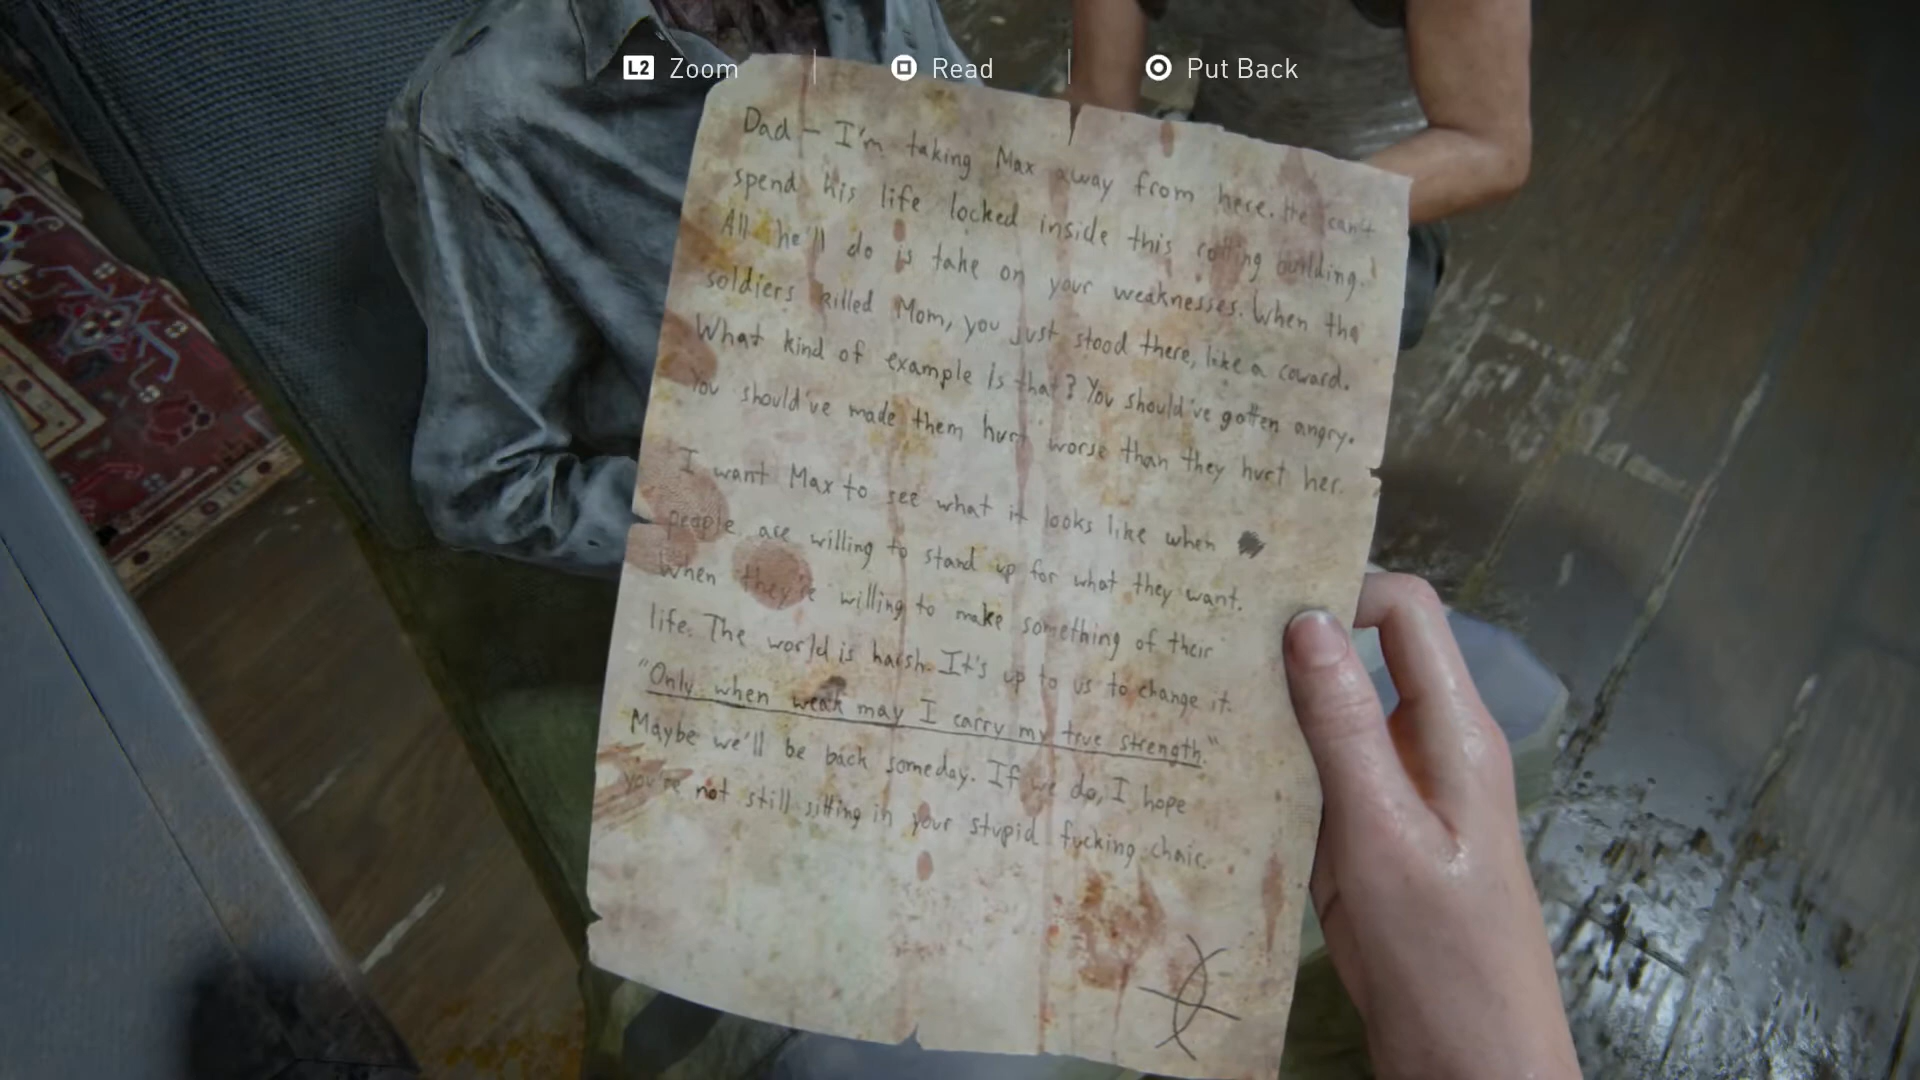 L2 Zoom Read Put Back
Dad - I'm taking Max away from here. He can't
spend his life locked inside this rotting building.
All he'll do is take on your weaknesses. When the
soldiers killed Mom, you just stood there, like a coward.
What kind of example is that? You should've gotten angry.
You should've made them hurt worse than they hurt her.
I want Max to see what it looks like when
people are willing to stand up for what they want.
When they're willing to make something of their
life. The world is harsh. It's up to us to change it.
"Only when weak may I carry my true strength."
Maybe we'll be back someday. If we do, I hope
you're not still sitting in your stupid fucking chair.